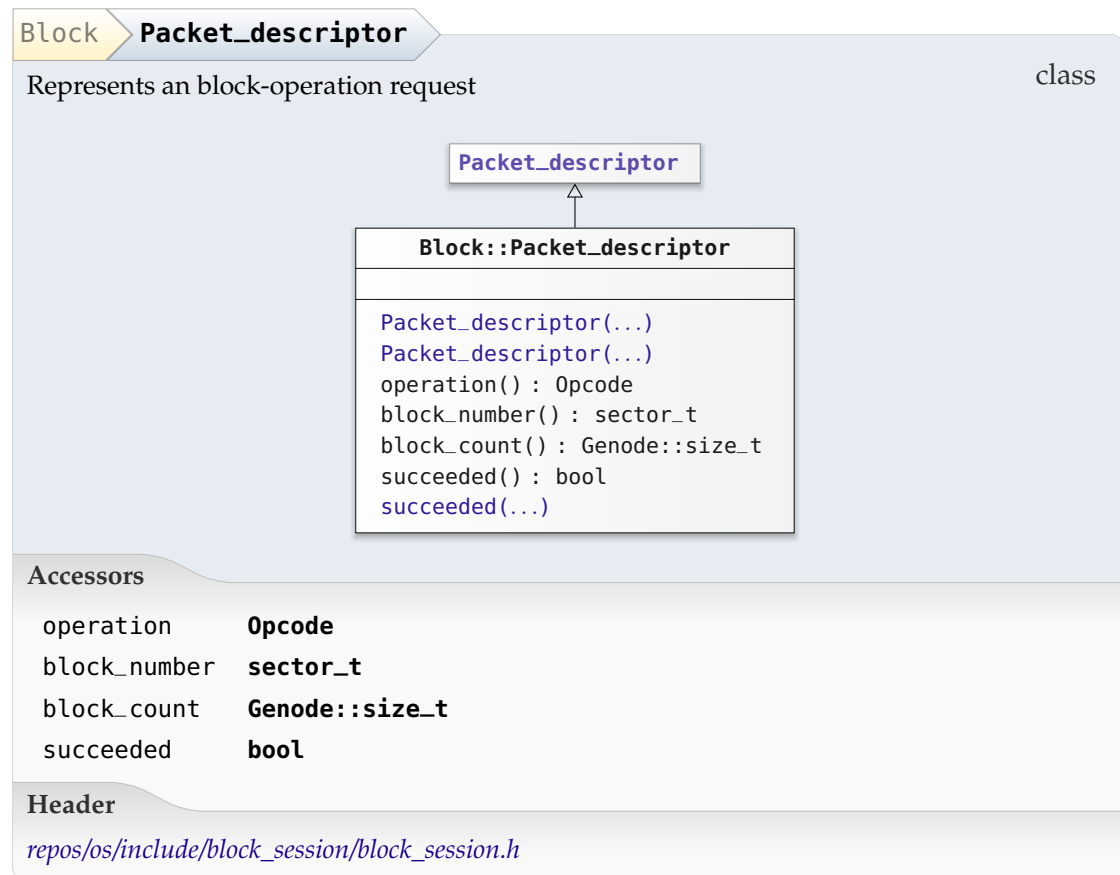 Block Packet_descriptor
class
Represents an block-operation request
Packet_descriptor
Block::Packet_descriptor
Packet_descriptor(...)
Packet_descriptor(...)
operation() : Opcode
block_number() : sector_t
block_count() : Genode::size_t
succeeded() : bool
succeeded(...)
Accessors
operation Opcode
block_number sector_t
block_count Genode::size_t
succeeded bool
Header
repos/os/include/block_session/block_session.h